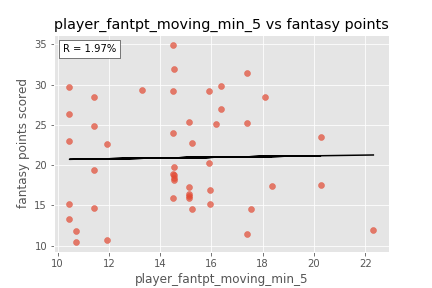 player_fantpt_moving_min_5 vs fantasy points
R = 1.97%
35
30
25
20
15
10
fantasy points scored
10 12 14 16 18 20 22
player_fantpt_moving_min_5